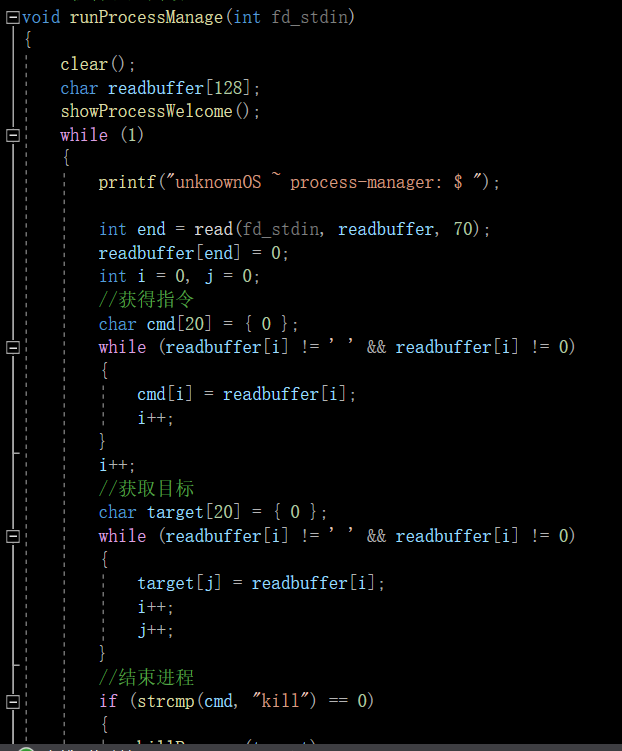 void runProcessManage(int fd_stdin)
{
clear();
char readbuffer[128];
showProcessWelcome();
while (1)
{
printf("unknownOS ~ process-manager: $ ");
int end = read(fd_stdin, readbuffer, 70);
readbuffer[end] = 0;
int i = 0, j = 0;
//获得指令
char cmd[20] = { 0 };
while (readbuffer[i] != ' ' && readbuffer[i] != 0)
{
cmd[i] = readbuffer[i];
i++;
}
i++;
//获取目标
char target[20] = { 0 };
while (readbuffer[i] != ' ' && readbuffer[i] != 0)
{
target[j] = readbuffer[i];
i++;
j++;
}
//结束进程
if (strcmp(cmd, "kill") == 0)
{